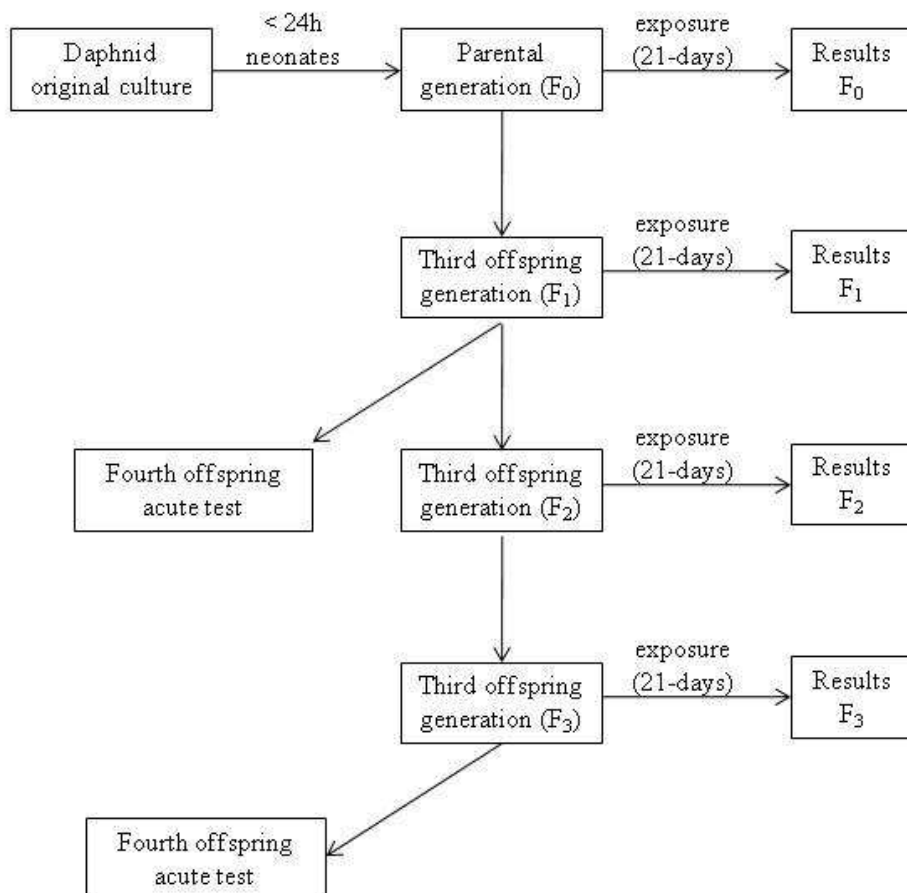 < 24h
neonates
exposure
(21-days)
Daphnid
original culture
Parental
generation (F₀)
Results
F₀
exposure
(21-days)
Third offspring
generation (F₁)
Results
F₁
exposure
(21-days)
Fourth offspring
acute test
Third offspring
generation (F₂)
Results
F₂
exposure
(21-days)
Third offspring
generation (F₃)
Results
F₃
Fourth offspring
acute test